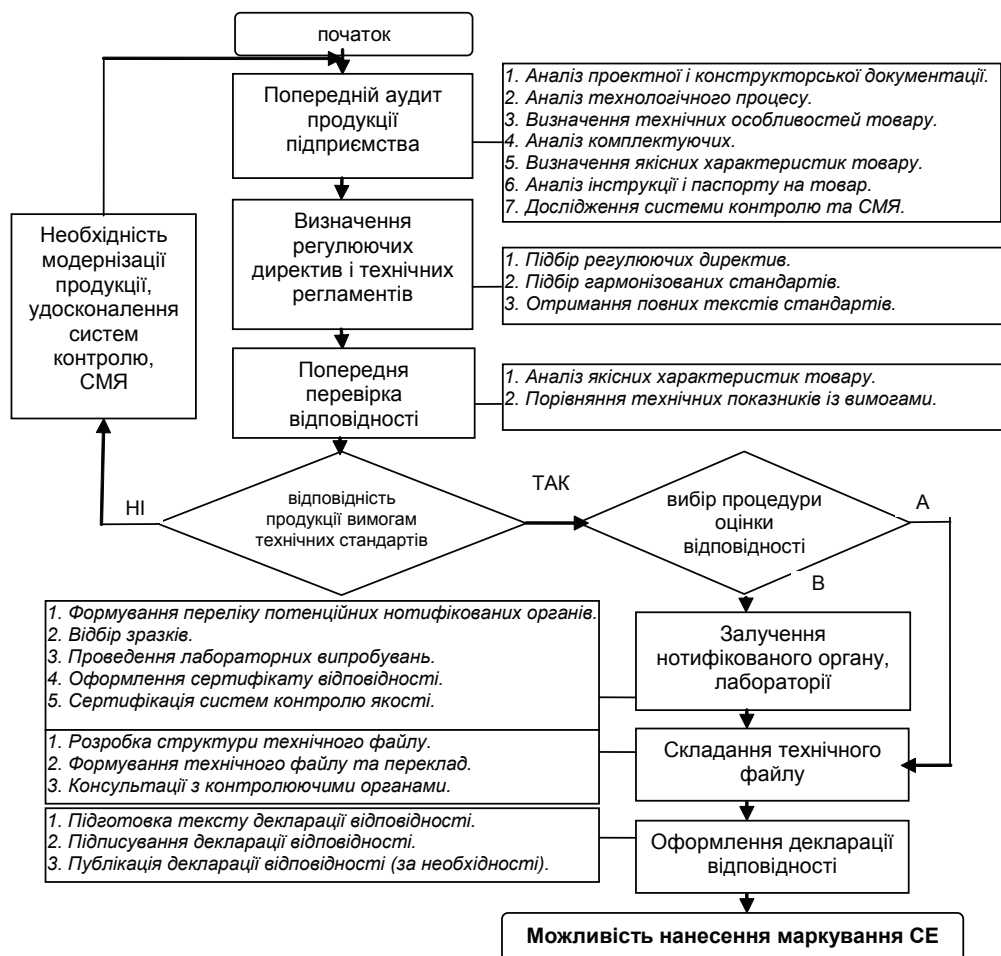 початок
Попередній аудит
продукції
підприємства
1. Аналіз проектної і конструкторської документації.
2. Аналіз технологічного процесу.
3. Визначення технічних особливостей товару.
4. Аналіз комплектуючих.
5. Визначення якісних характеристик товару.
6. Аналіз інструкції і паспорту на товар.
7. Дослідження системи контролю та СМЯ.
Необхідність
модернізації
продукції,
удосконалення
систем
контролю,
СМЯ
Визначення
регулюючих
директив і технічних
регламентів
1. Підбір регулюючих директив.
2. Підбір гармонізованих стандартів.
3. Отримання повних текстів стандартів.
Попередня
перевірка
відповідності
1. Аналіз якісних характеристик товару.
2. Порівняння технічних показників із вимогами.
НІ
відповідність
продукції вимогам
технічних стандартів
ТАК
вибір процедури
оцінки
відповідності
А
В
1. Формування переліку потенційних нотифікованих органів.
2. Відбір зразків.
3. Проведення лабораторних випробувань.
4. Оформлення сертифікату відповідності.
5. Сертифікація систем контролю якості.
Залучення
нотифікованого органу,
лабораторії
1. Розробка структури технічного файлу.
2. Формування технічного файлу та переклад.
3. Консультації з контролюючими органами.
Складання технічного
файлу
1. Підготовка тексту декларації відповідності.
2. Підписування декларації відповідності.
3. Публікація декларації відповідності (за необхідності).
Оформлення декларації
відповідності
Можливість нанесення маркування СЕ